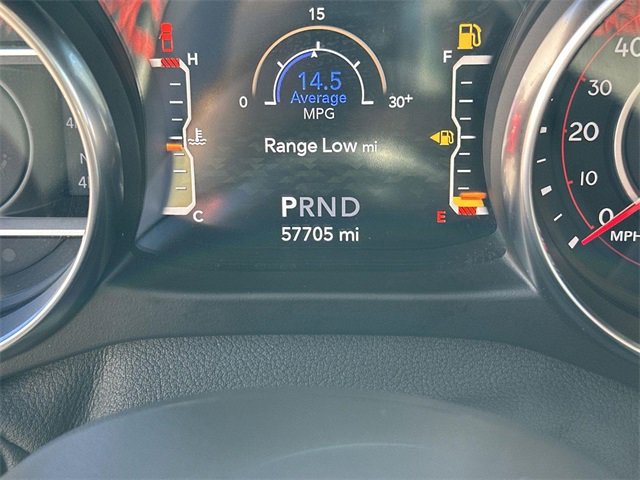 15
H
F
14.5
Average
0
30+
MPG
Range Low mi
C
PRND
E
57705 mi
40
30
20
10
0
MPH